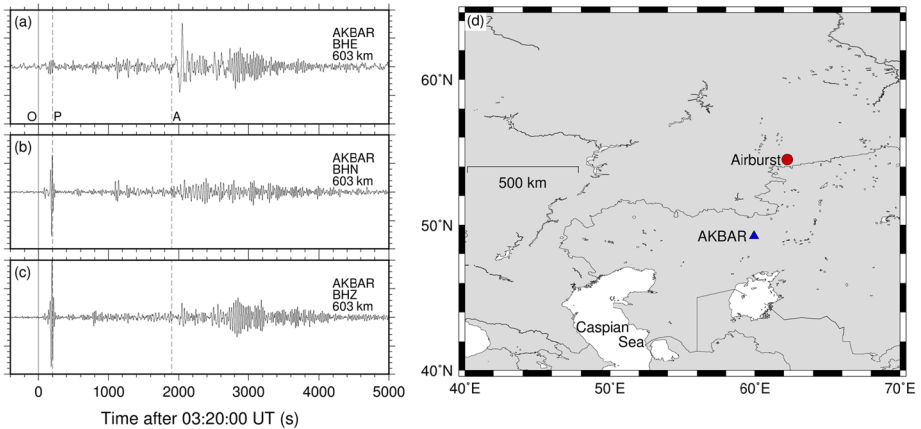 (a)
AKBAR
BHE
603 km
O P A
(b)
AKBAR
BHN
603 km
(c)
AKBAR
BHZ
603 km
0 1000 2000 3000 4000 5000
Time after 03:20:00 UT (s)
(d)
60˚N
Airburst
500 km
50˚N
AKBAR
Caspian
Sea
40˚N
40˚E 50˚E 60˚E 70˚E